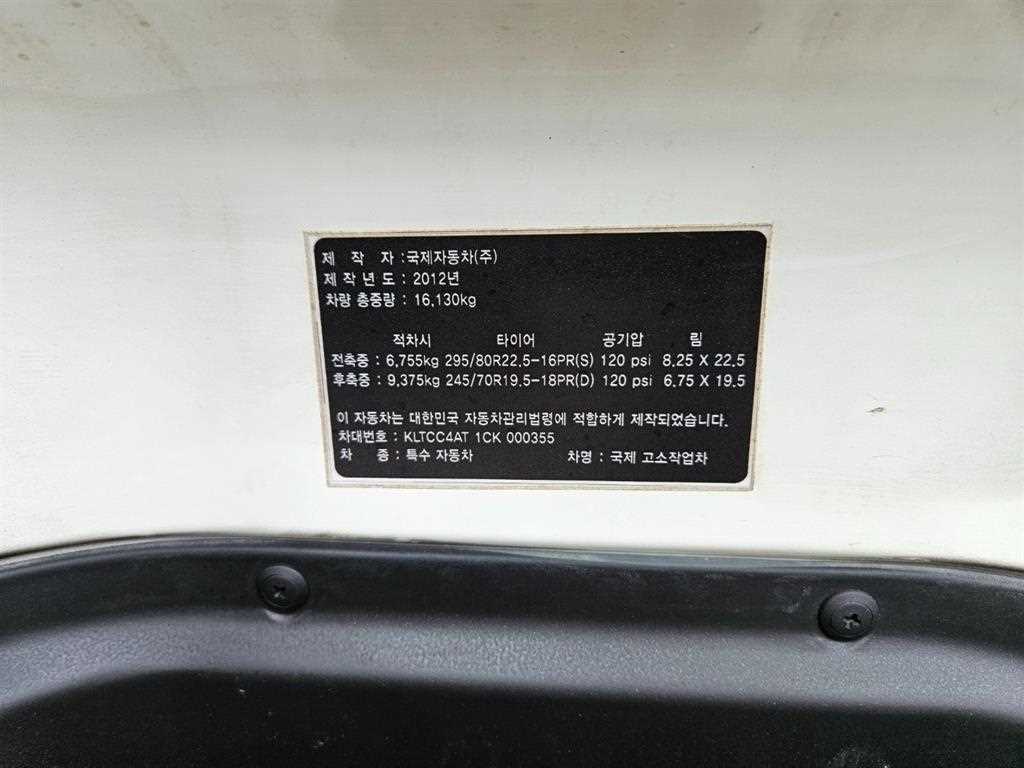 제 작 자 : 국제자동차(주)
제 작 년 도 : 2012년
차량 총중량 : 16,130kg
적차시 타이어 공기압 림
전축중 : 6,755kg 295/80R22.5-16PR(S) 120 psi 8.25 X 22.5
후축중 : 9,375kg 245/70R19.5-18PR(D) 120 psi 6.75 X 19.5
이 자동차는 대한민국 자동차관리법령에 적합하게 제작되었습니다.
차대번호 : KLTCC4AT 1CK 000355
차 종 : 특수 자동차 차명 : 국제 고소작업차